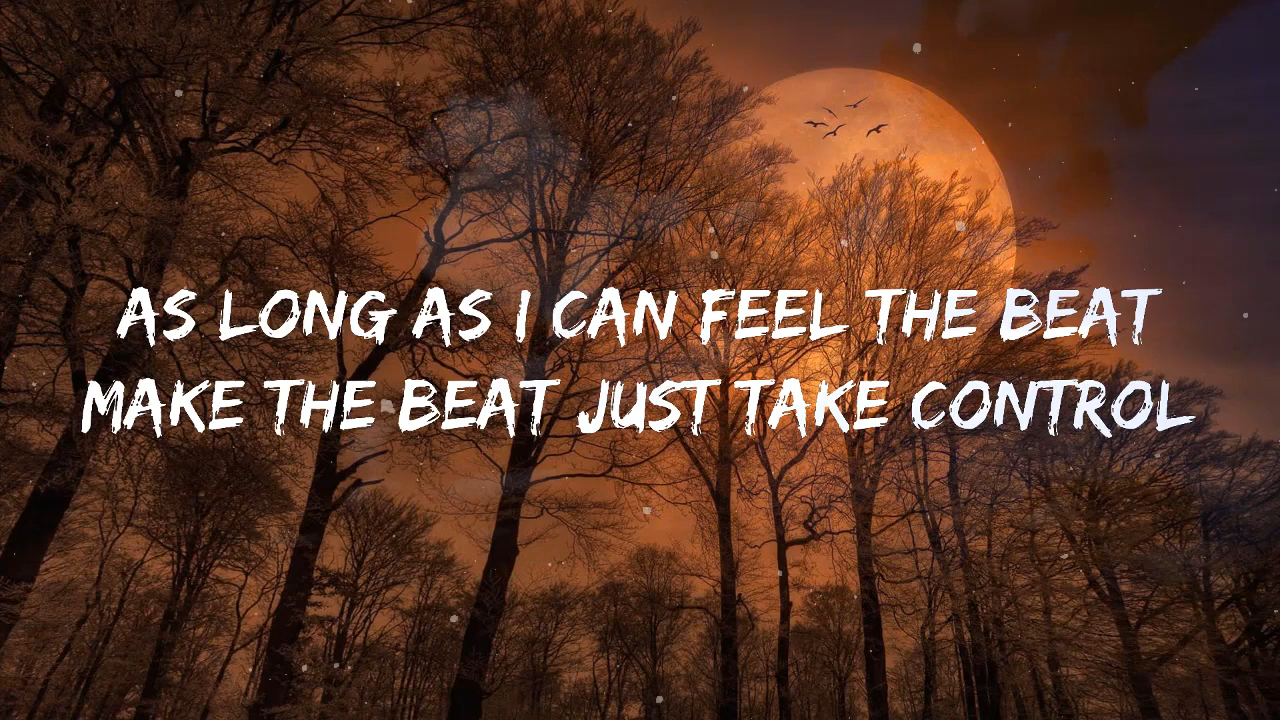 AS LONG AS I CAN FEEL THE BEAT
MAKE THE BEAT JUST TAKE CONTROL